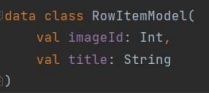 data class RowItemModel(
    val imageId: Int,
    val title: String
)